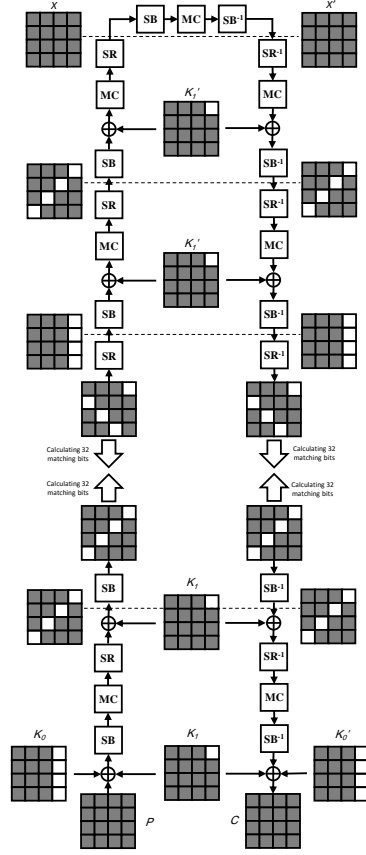 X SB MC SB⁻¹ X'
SR SR⁻¹
MC K₁' MC
SB SB⁻¹
SR SR⁻¹
MC K₁' MC
SB SB⁻¹
SR SR⁻¹
Calculating 32
matching bits
Calculating 32
matching bits
Calculating 32
matching bits
Calculating 32
matching bits
SB K₁ SB⁻¹
SR SR⁻¹
MC MC
K₀ SB K₁ SB⁻¹ K₀'
P C